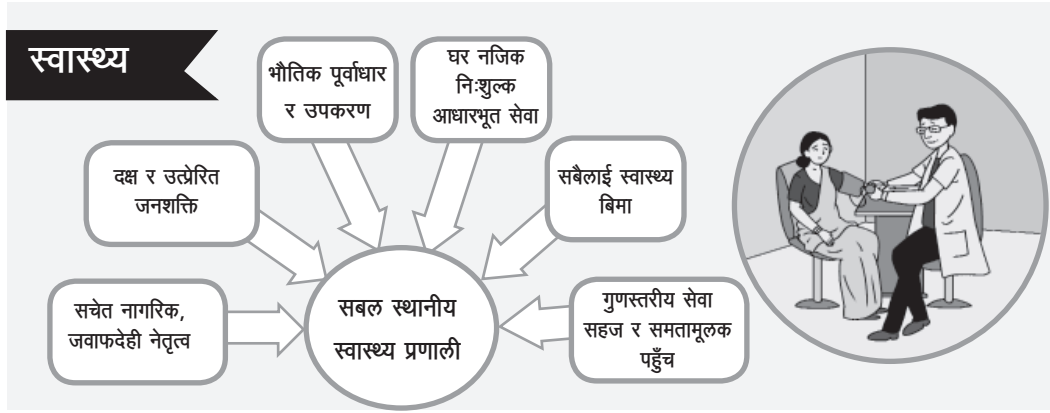 स्वास्थ्य
भौतिक पूर्वाधार
र उपकरण
घर नजिक
निःशुल्क
आधारभूत सेवा
दक्ष र उत्प्रेरित
जनशक्ति
सबैलाई स्वास्थ्य
बिमा
सचेत नागरिक,
जवाफदेही नेतृत्व
सबल स्थानीय
स्वास्थ्य प्रणाली
गुणस्तरीय सेवा
सहज र समतामूलक
पहुँच